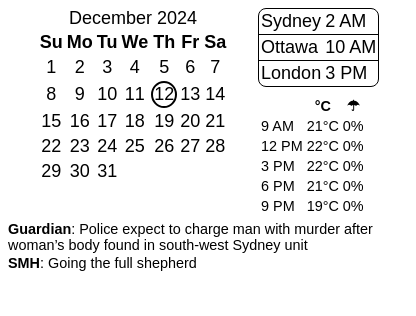 December 2024
Su Mo Tu We Th Fr Sa
1 2 3 4 5 6 7
8 9 10 11 12 13 14
15 16 17 18 19 20 21
22 23 24 25 26 27 28
29 30 31
Sydney 2 AM
Ottawa 10 AM
London 3 PM
°C ☂
9 AM 21°C 0%
12 PM 22°C 0%
3 PM 22°C 0%
6 PM 21°C 0%
9 PM 19°C 0%
Guardian: Police expect to charge man with murder after
woman’s body found in south-west Sydney unit
SMH: Going the full shepherd